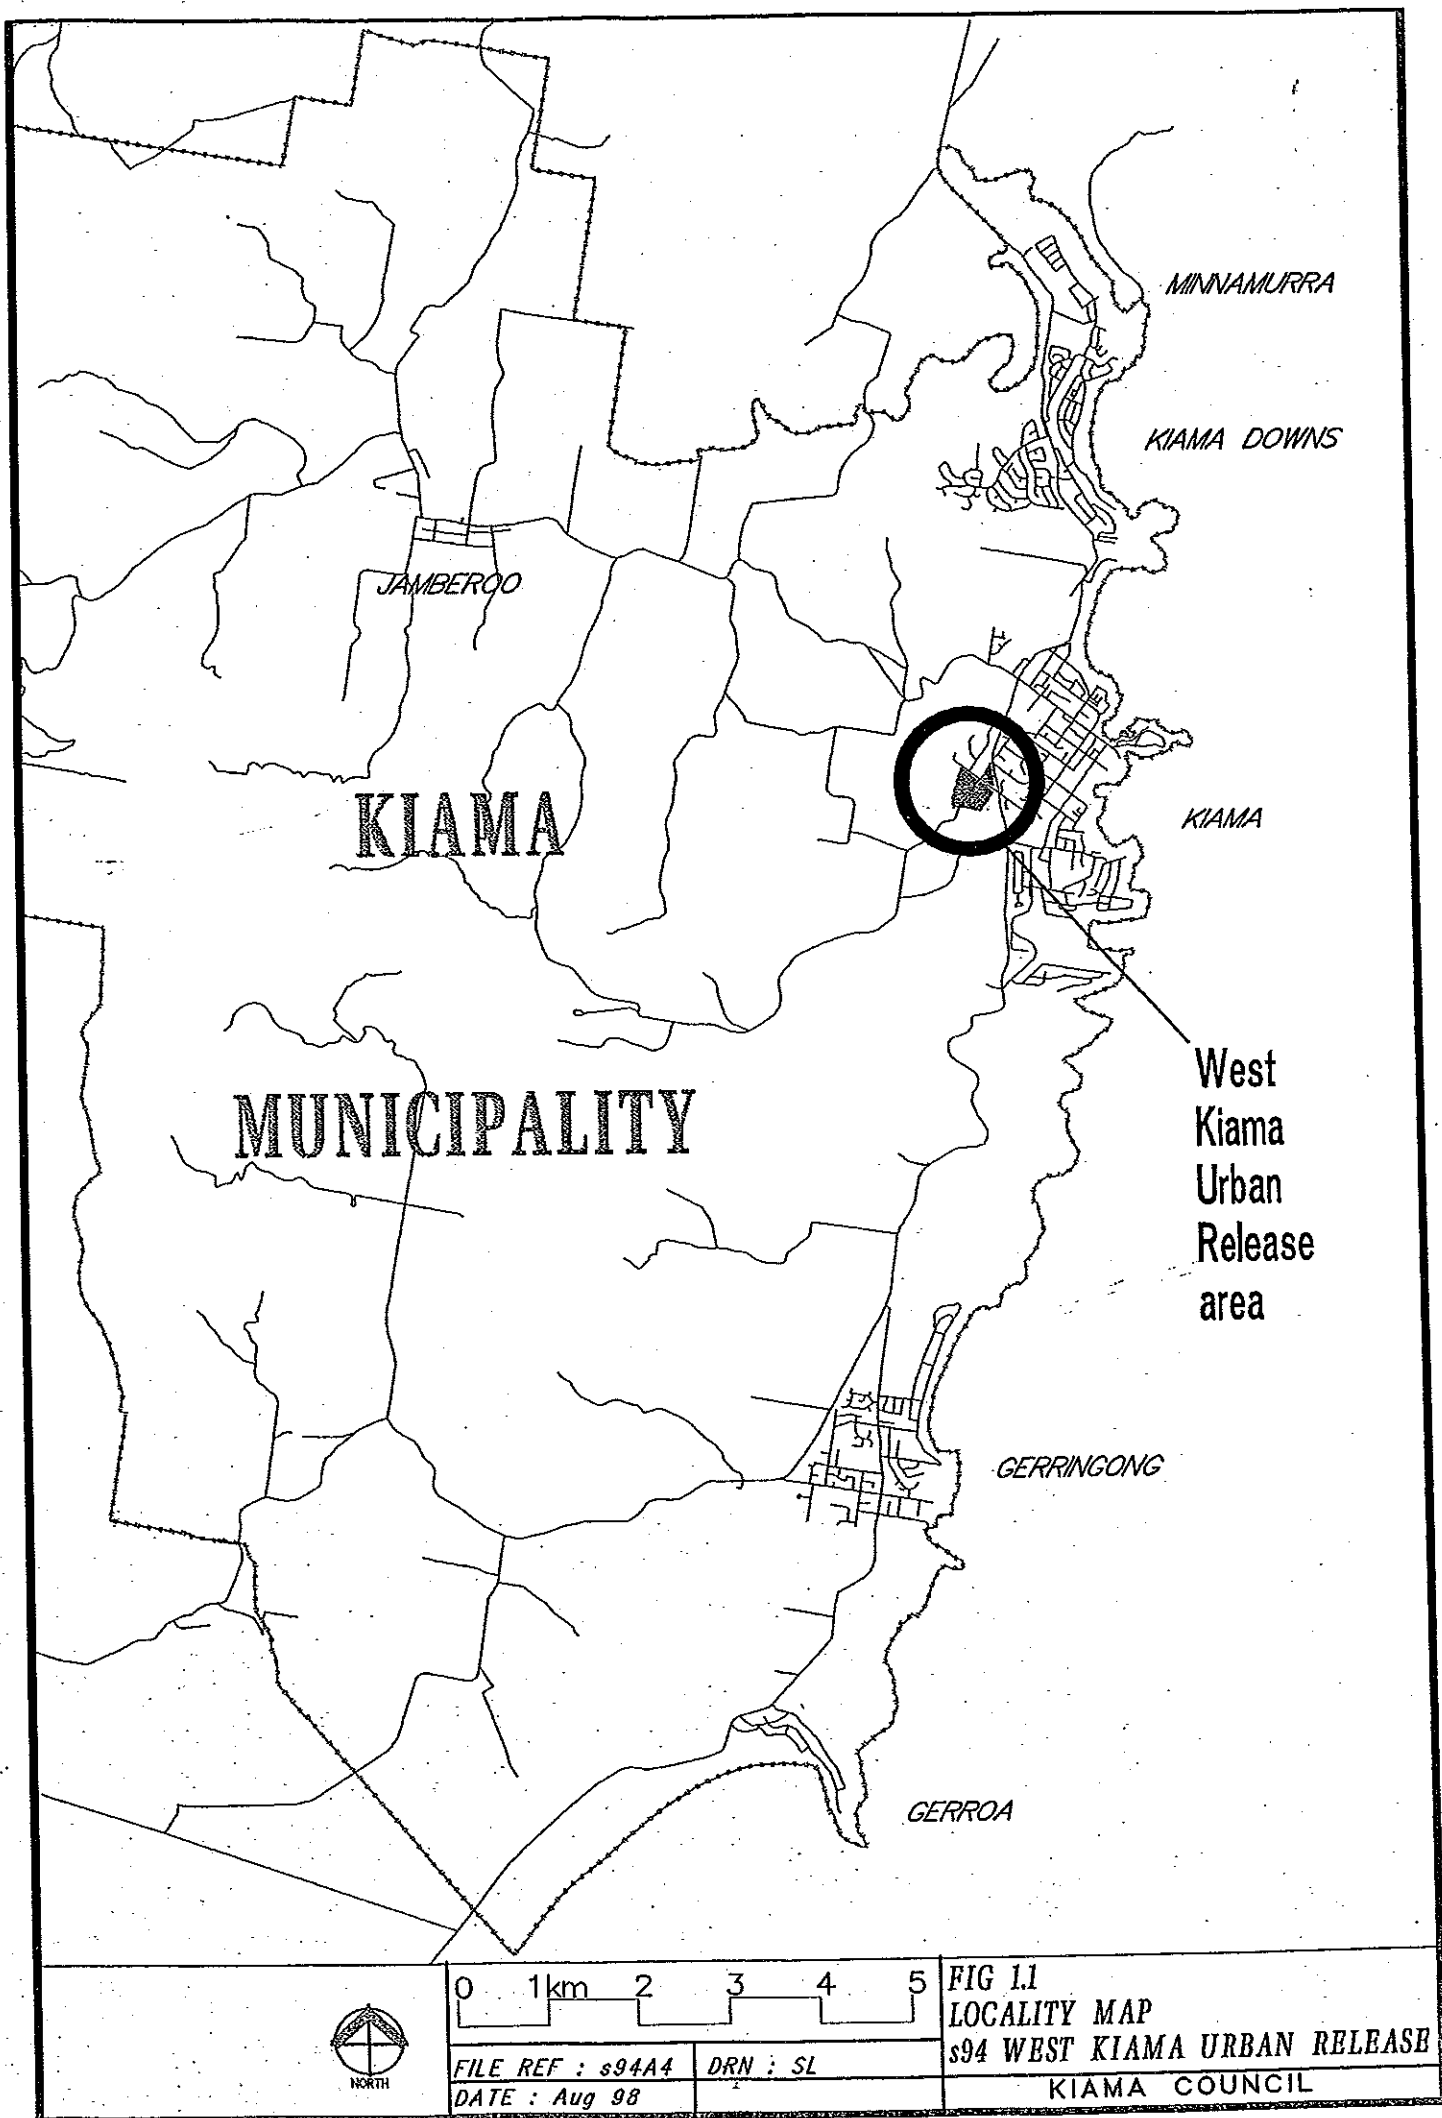 MINNAMURRA
KIAMA DOWNS
JAMBEROO
KIAMA
KIAMA
West
Kiama
Urban
Release
area
MUNICIPALITY
GERRINGONG
GERROA
0 1km 2 3 4 5
NORTH
FILE REF : s94A4
DRN : SL
DATE : Aug 98
FIG 1.1
LOCALITY MAP
s94 WEST KIAMA URBAN RELEASE
KIAMA COUNCIL